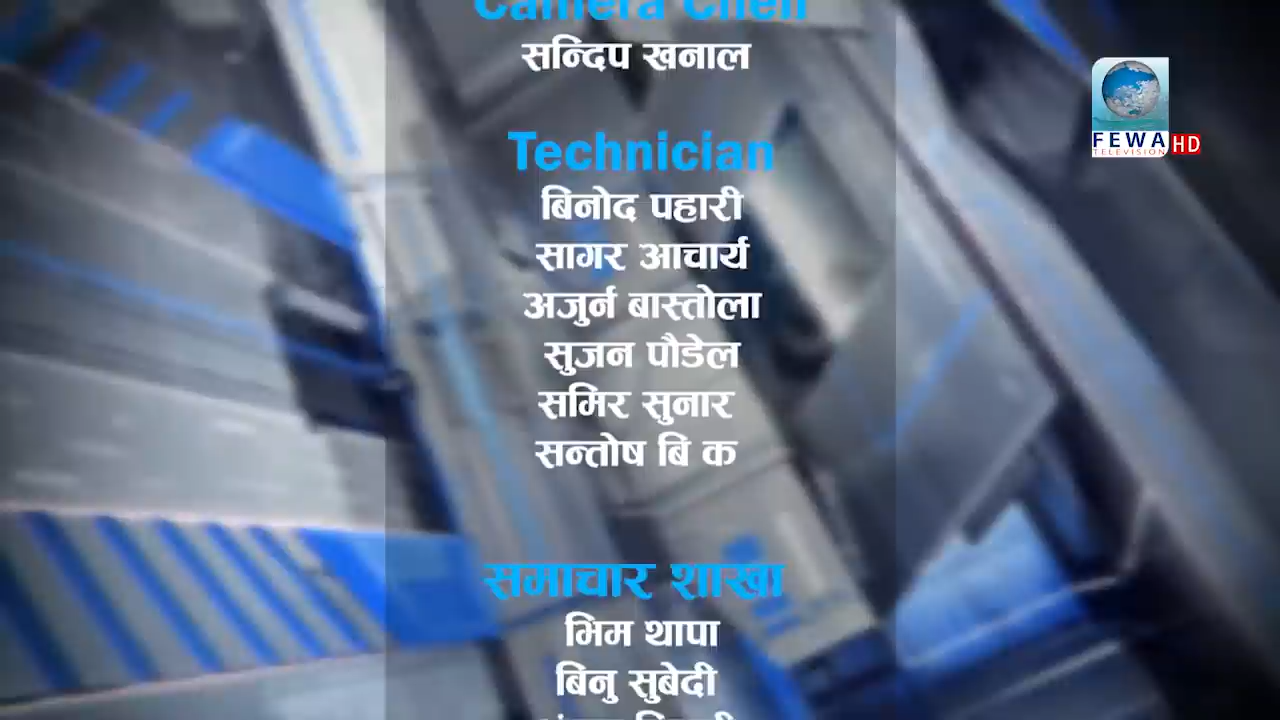 सन्दिप खनाल
FEWA HD
TELEVISION
Technician
बिनोद पहारी
सागर आचार्य
अजुर्न बास्तोला
सुजन पौडेल
समिर सुनार
सन्तोष बि क
समाचार शाखा
भिम थापा
बिनु सुबेदी